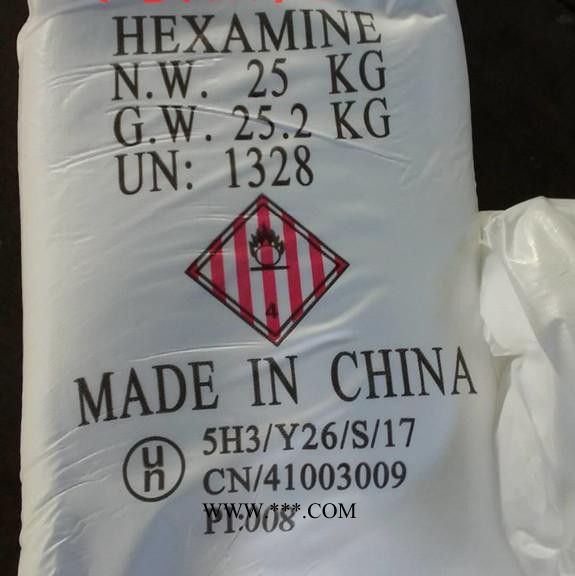 HEXAMINE
N.W. 25 KG
G.W. 25.2 KG
UN: 1328
4
MADE IN CHINA
un
5H3/Y26/S/17
CN/41003009
PI:008
WWW.***.COM